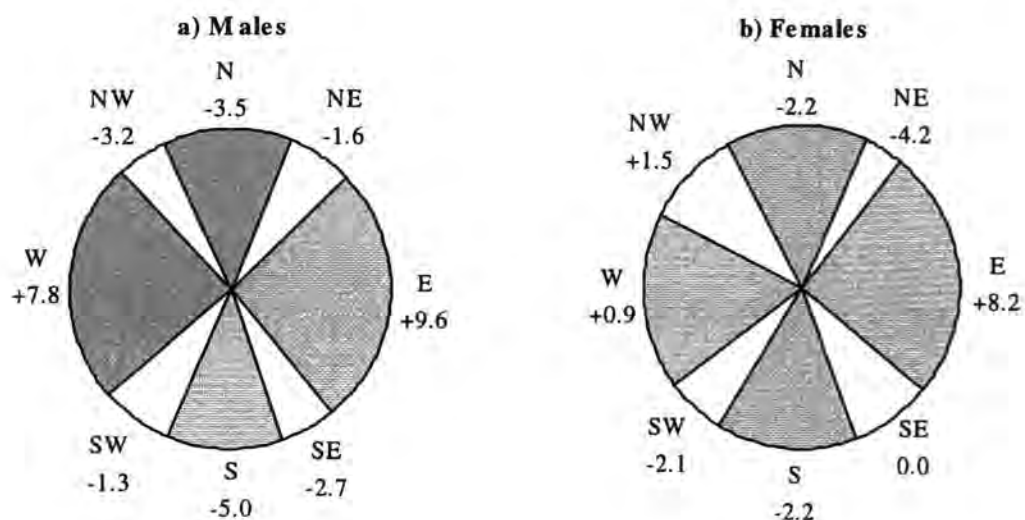 a) Males
N
-3.5
NE
-1.6
E
+9.6
SE
-2.7
S
-5.0
SW
-1.3
W
+7.8
NW
-3.2
b) Females
N
-2.2
NE
-4.2
E
+8.2
SE
0.0
S
-2.2
SW
-2.1
W
+0.9
NW
+1.5